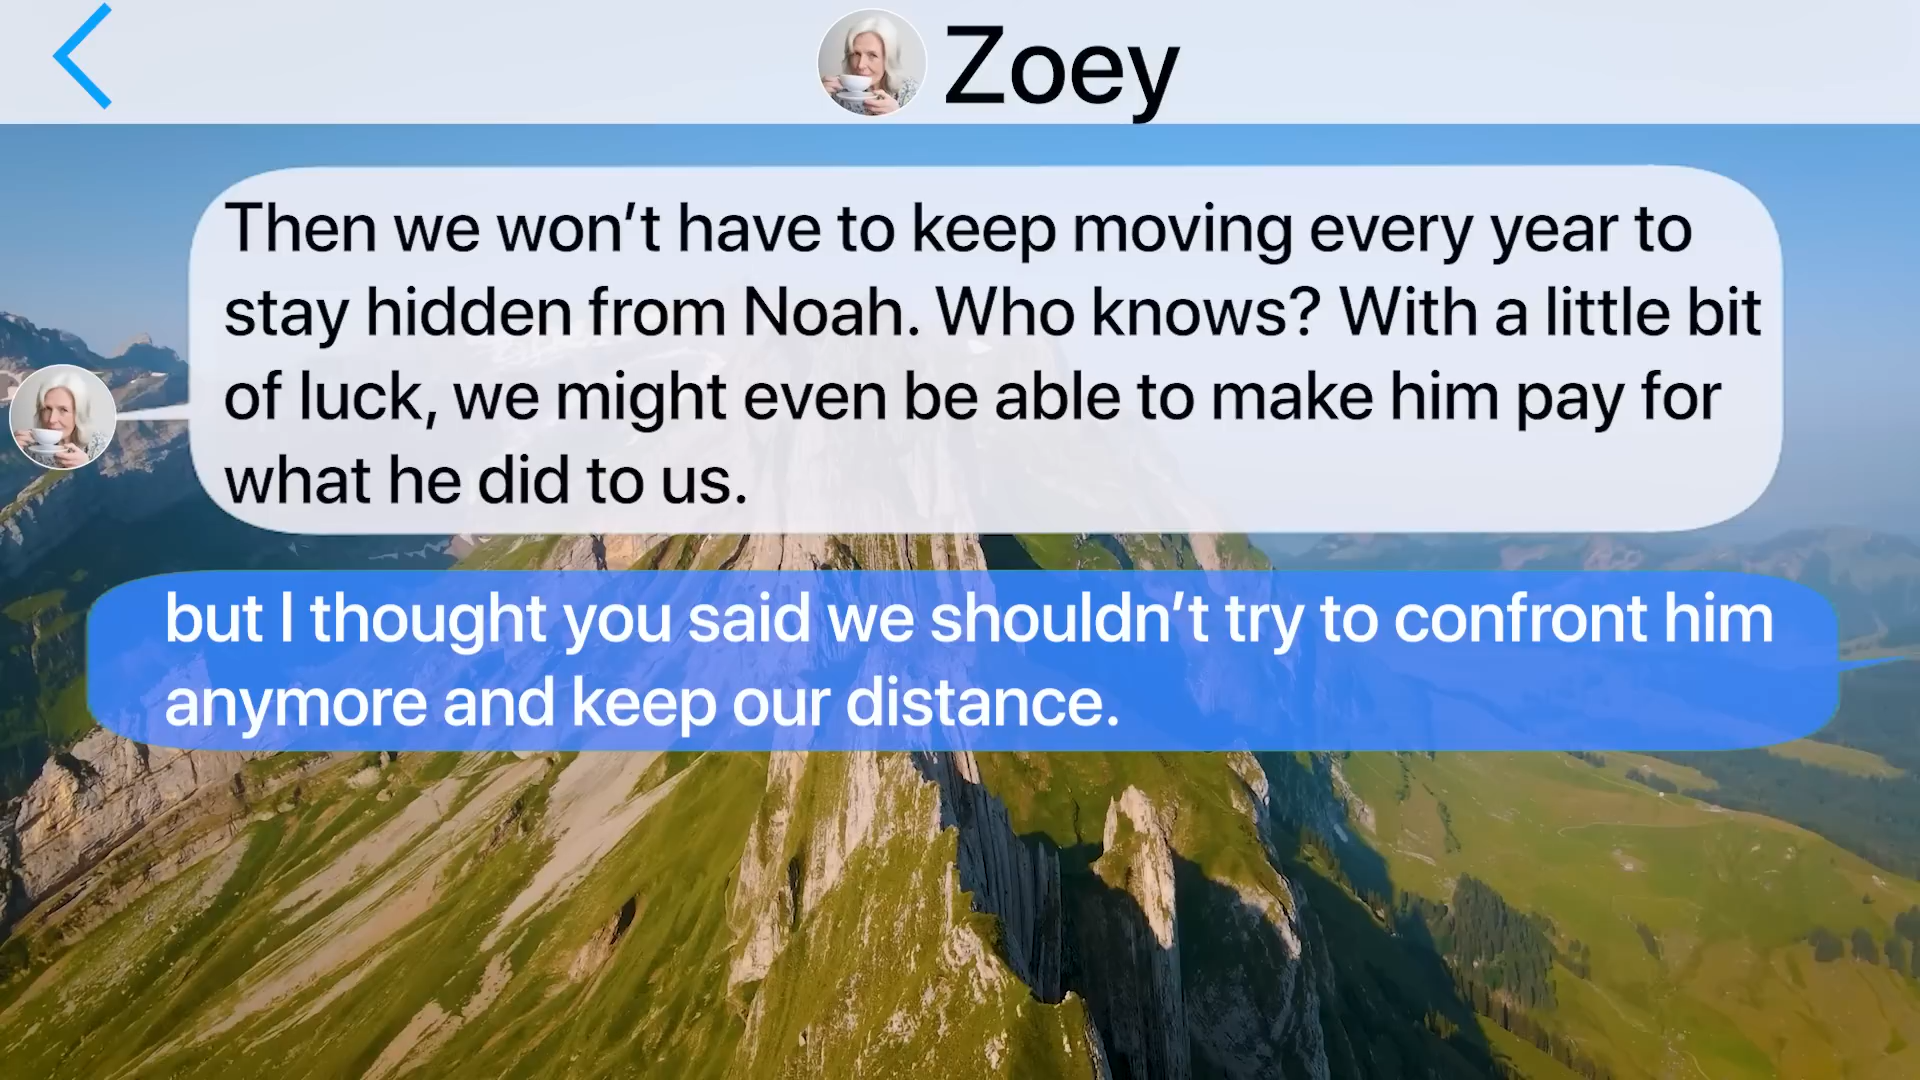 Zoey
Then we won’t have to keep moving every year to
stay hidden from Noah. Who knows? With a little bit
of luck, we might even be able to make him pay for
what he did to us.
but I thought you said we shouldn’t try to confront him
anymore and keep our distance.